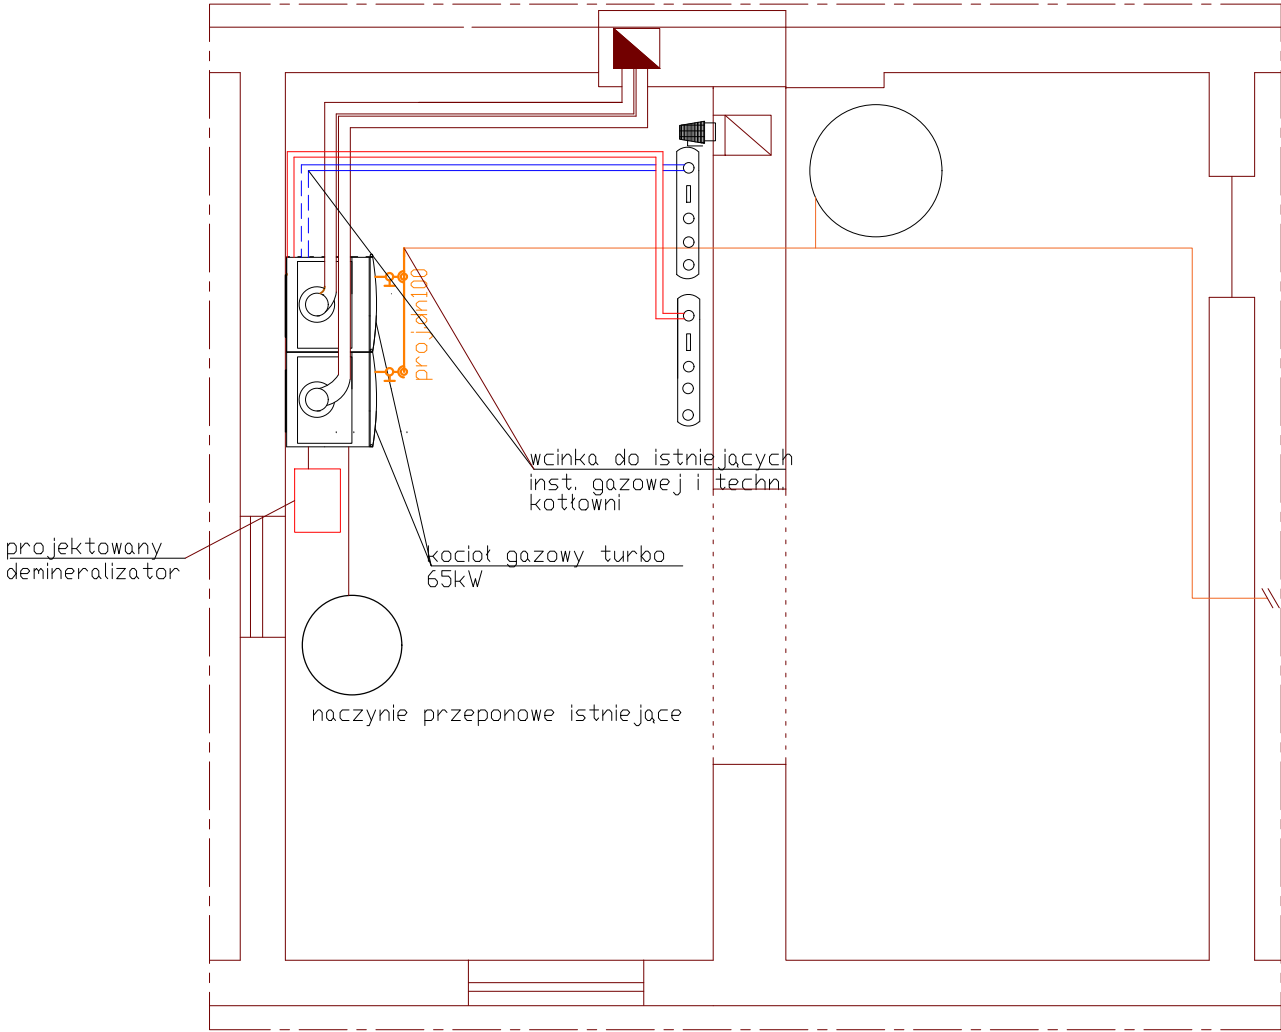 proj.dn100
wcinka do istniejących
inst. gazowej i techn.
kotłowni
projektowany
demineralizator
kocioł gazowy turbo
65kW
naczynie przeponowe istniejące